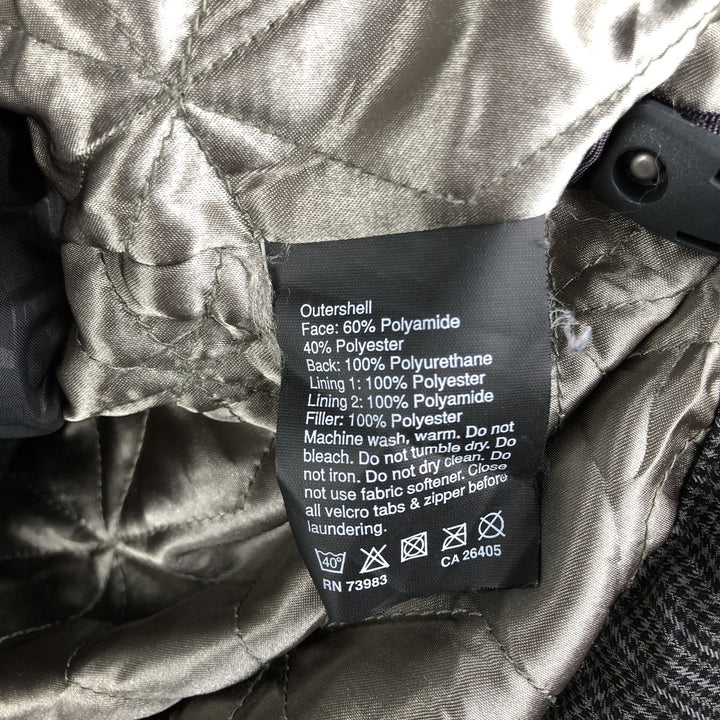 Outershell
Face: 60% Polyamide
40% Polyester
Back: 100% Polyurethane
Lining 1: 100% Polyester
Lining 2: 100% Polyamide
Filler: 100% Polyester
Machine wash, warm. Do not
bleach. Do not tumble dry. Do
not iron. Do not dry clean. Do
not use fabric softener. Close
all velcro tabs & zipper before
laundering.
40°
RN 73983 CA 26405